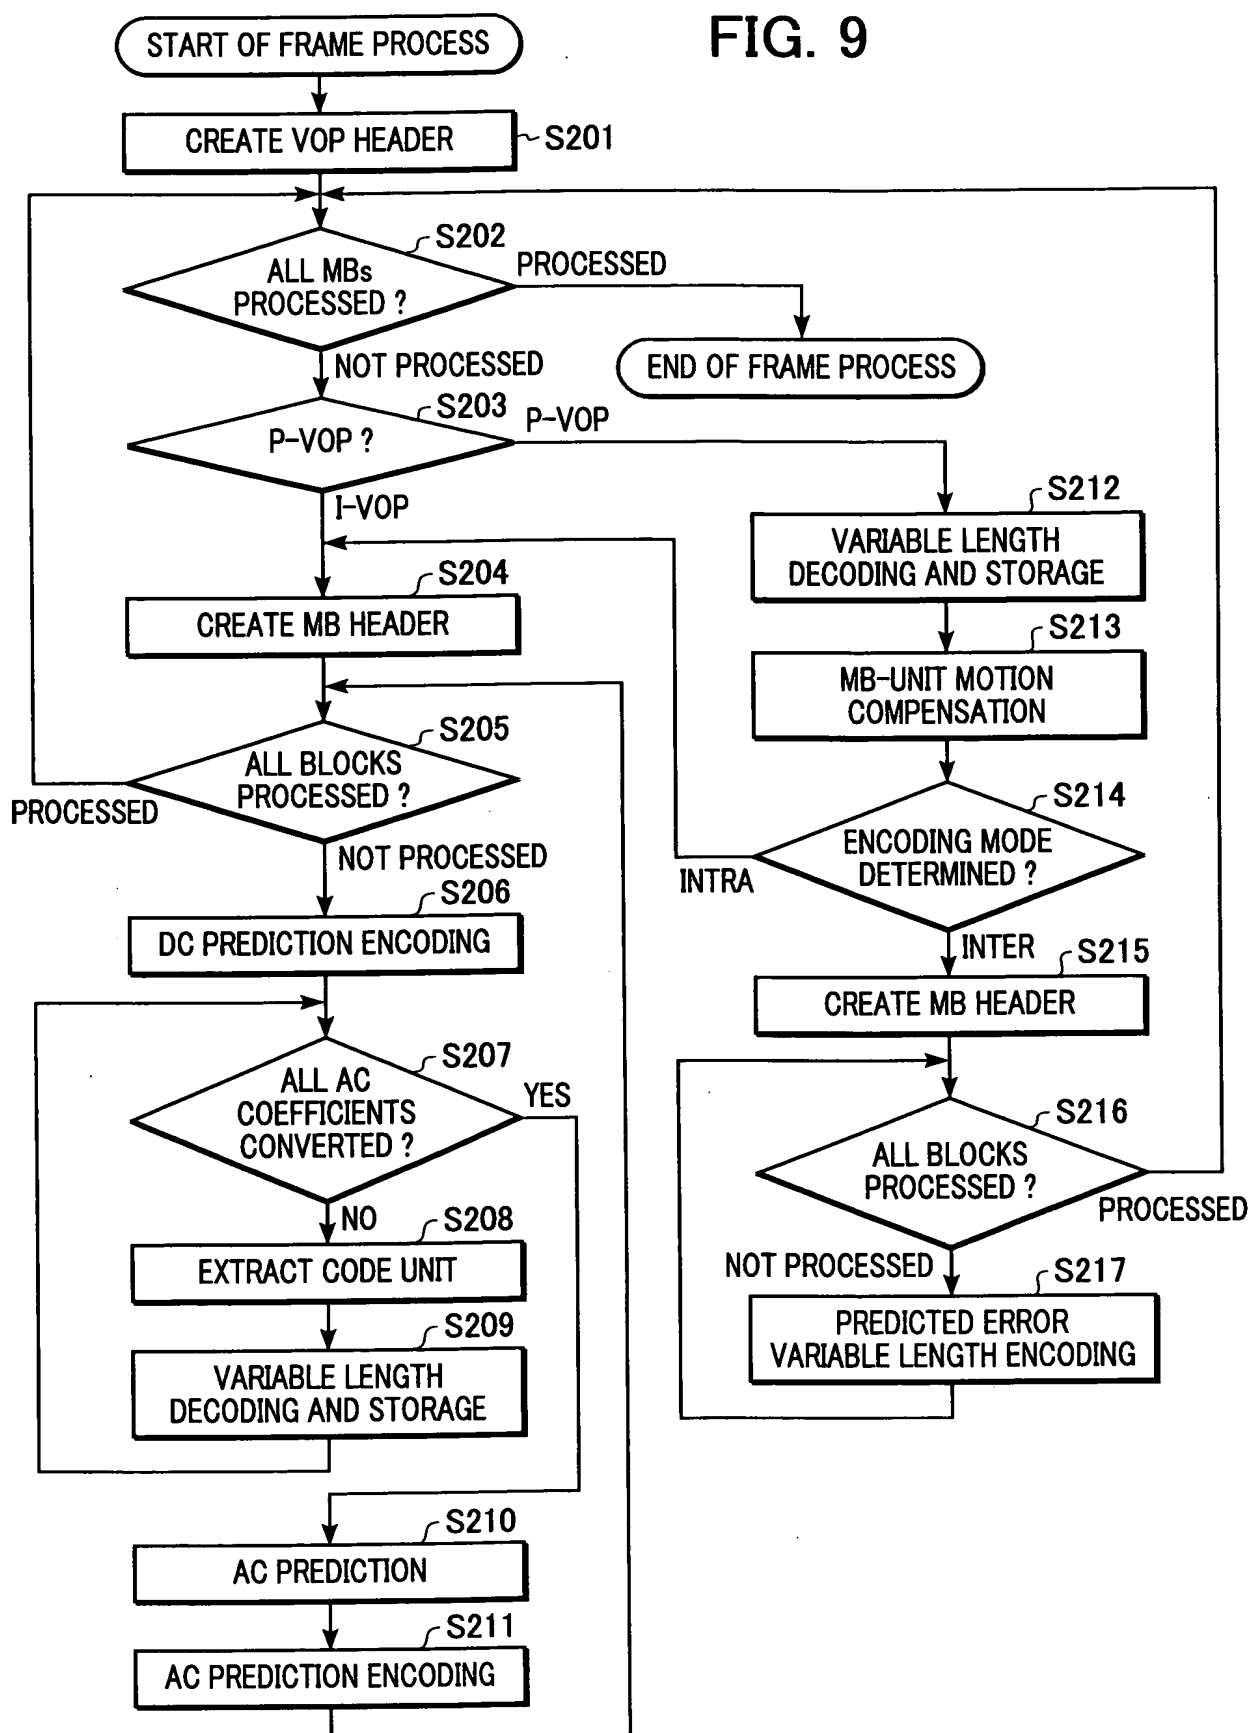 FIG. 9
START OF FRAME PROCESS
CREATE VOP HEADER
S201
S202
ALL MBs
PROCESSED ?
PROCESSED
END OF FRAME PROCESS
NOT PROCESSED
S203
P-VOP ?
P-VOP
I-VOP
S204
CREATE MB HEADER
S205
ALL BLOCKS
PROCESSED ?
PROCESSED
NOT PROCESSED
S206
DC PREDICTION ENCODING
S207
ALL AC
COEFFICIENTS
CONVERTED ?
YES
NO
S208
EXTRACT CODE UNIT
S209
VARIABLE LENGTH
DECODING AND STORAGE
S210
AC PREDICTION
S211
AC PREDICTION ENCODING
S212
VARIABLE LENGTH
DECODING AND STORAGE
S213
MB-UNIT MOTION
COMPENSATION
S214
ENCODING MODE
DETERMINED ?
INTRA
INTER
S215
CREATE MB HEADER
S216
ALL BLOCKS
PROCESSED ?
PROCESSED
NOT PROCESSED
S217
PREDICTED ERROR
VARIABLE LENGTH ENCODING